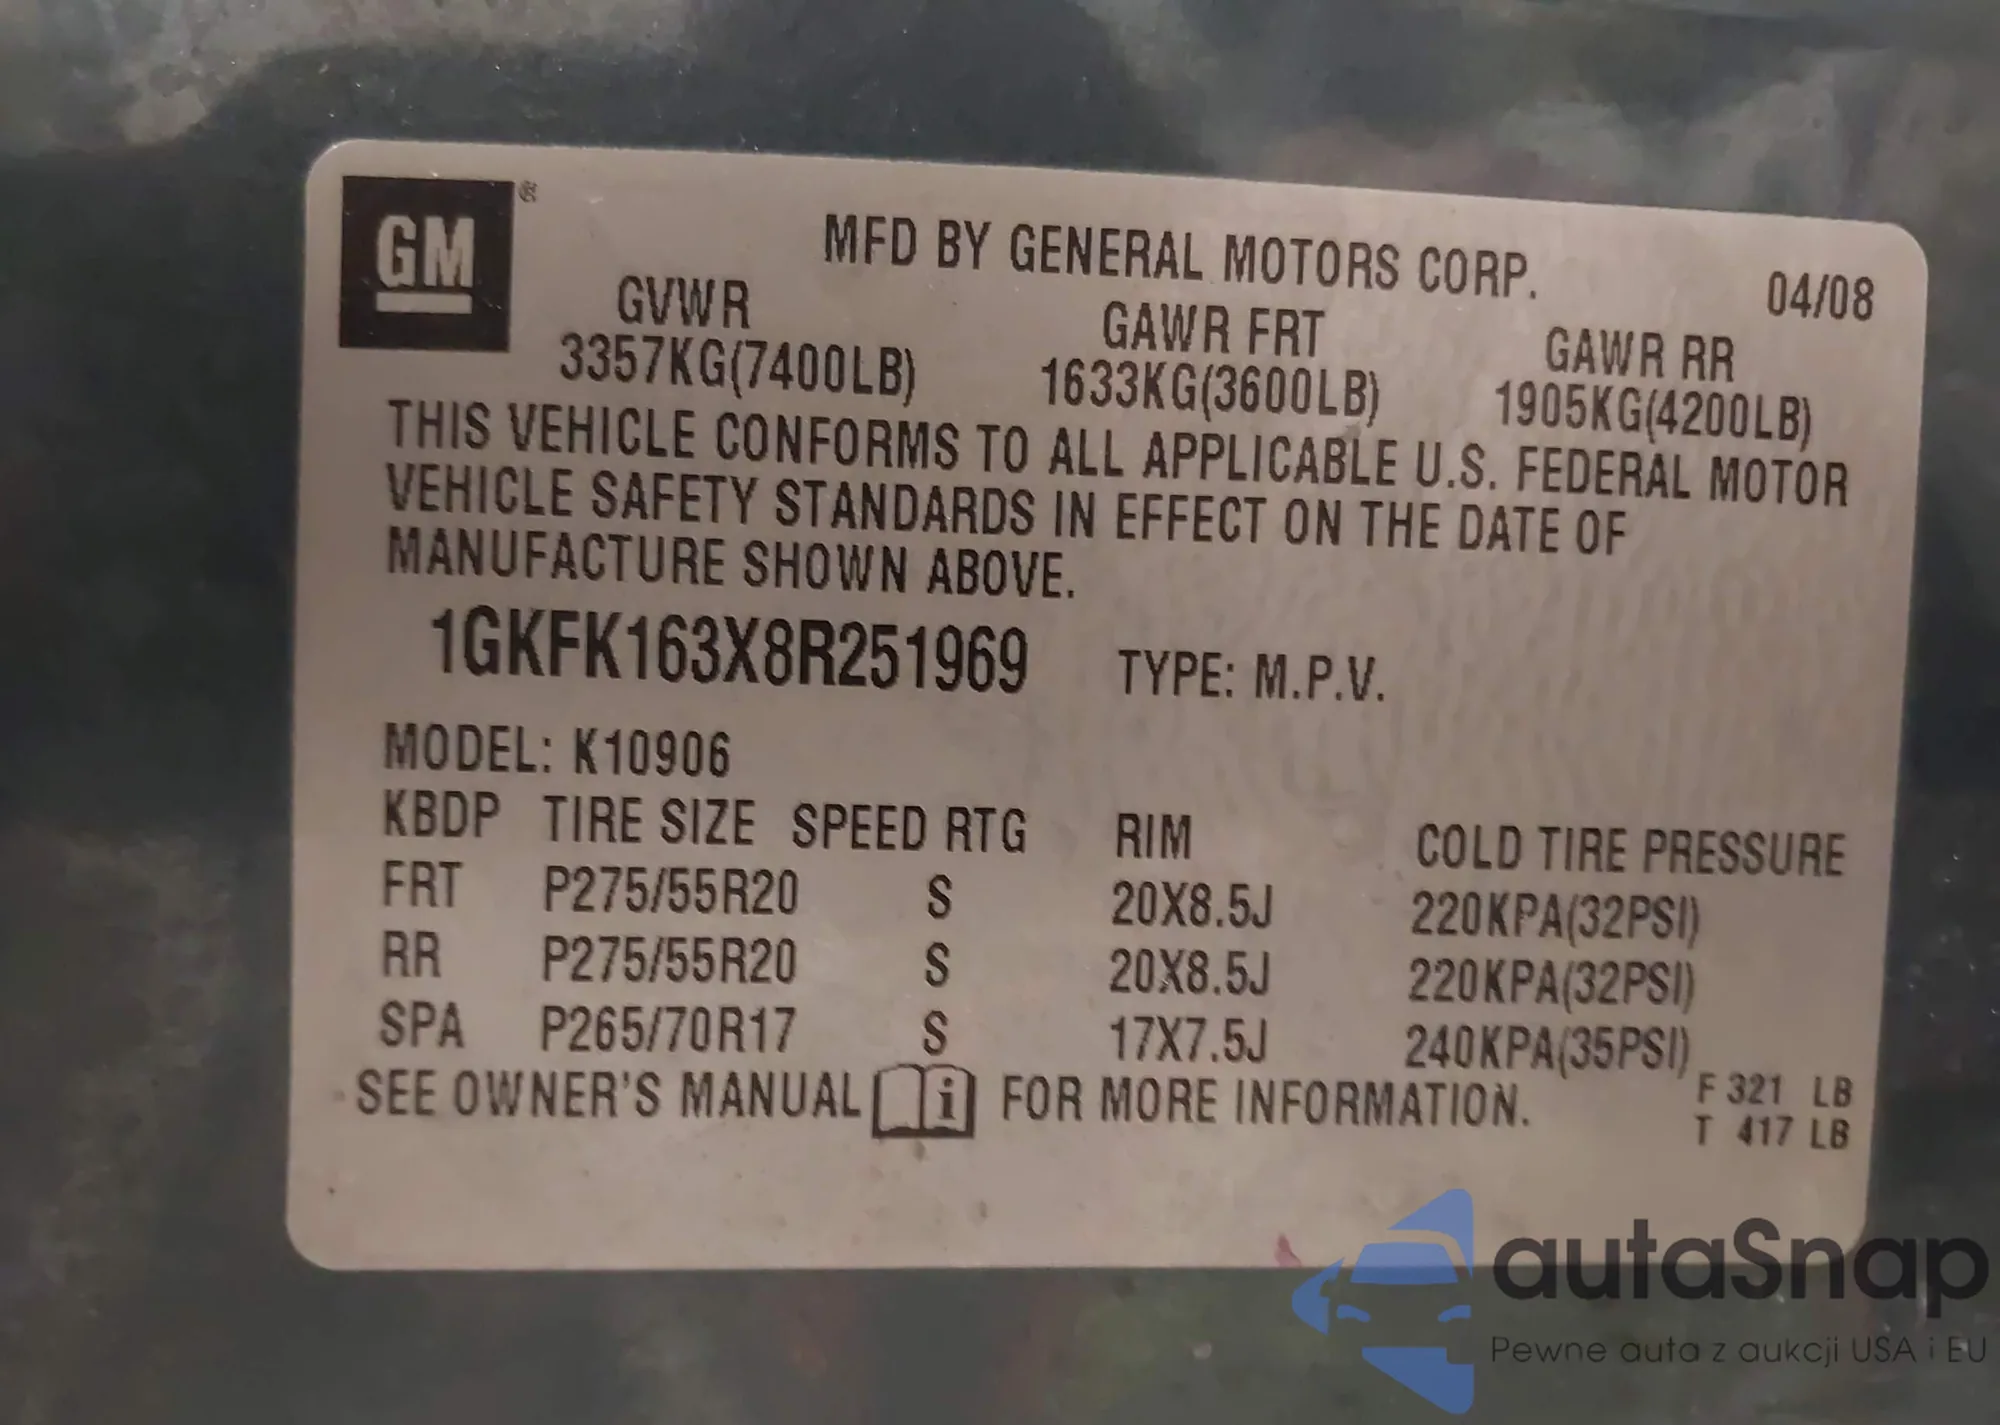 GM ®
MFD BY GENERAL MOTORS CORP. 04/08
GVWR GAWR FRT GAWR RR
3357KG(7400LB) 1633KG(3600LB) 1905KG(4200LB)
THIS VEHICLE CONFORMS TO ALL APPLICABLE U.S. FEDERAL MOTOR
VEHICLE SAFETY STANDARDS IN EFFECT ON THE DATE OF
MANUFACTURE SHOWN ABOVE.
1GKFK163X8R251969 TYPE: M.P.V.
MODEL: K10906
KBDP TIRE SIZE SPEED RTG RIM COLD TIRE PRESSURE
FRT P275/55R20 S 20X8.5J 220KPA(32PSI)
RR P275/55R20 S 20X8.5J 220KPA(32PSI)
SPA P265/70R17 S 17X7.5J 240KPA(35PSI)
SEE OWNER'S MANUAL i FOR MORE INFORMATION.
F 321 LB
T 417 LB
autaSnap
Pewne auta z aukcji USA i EU